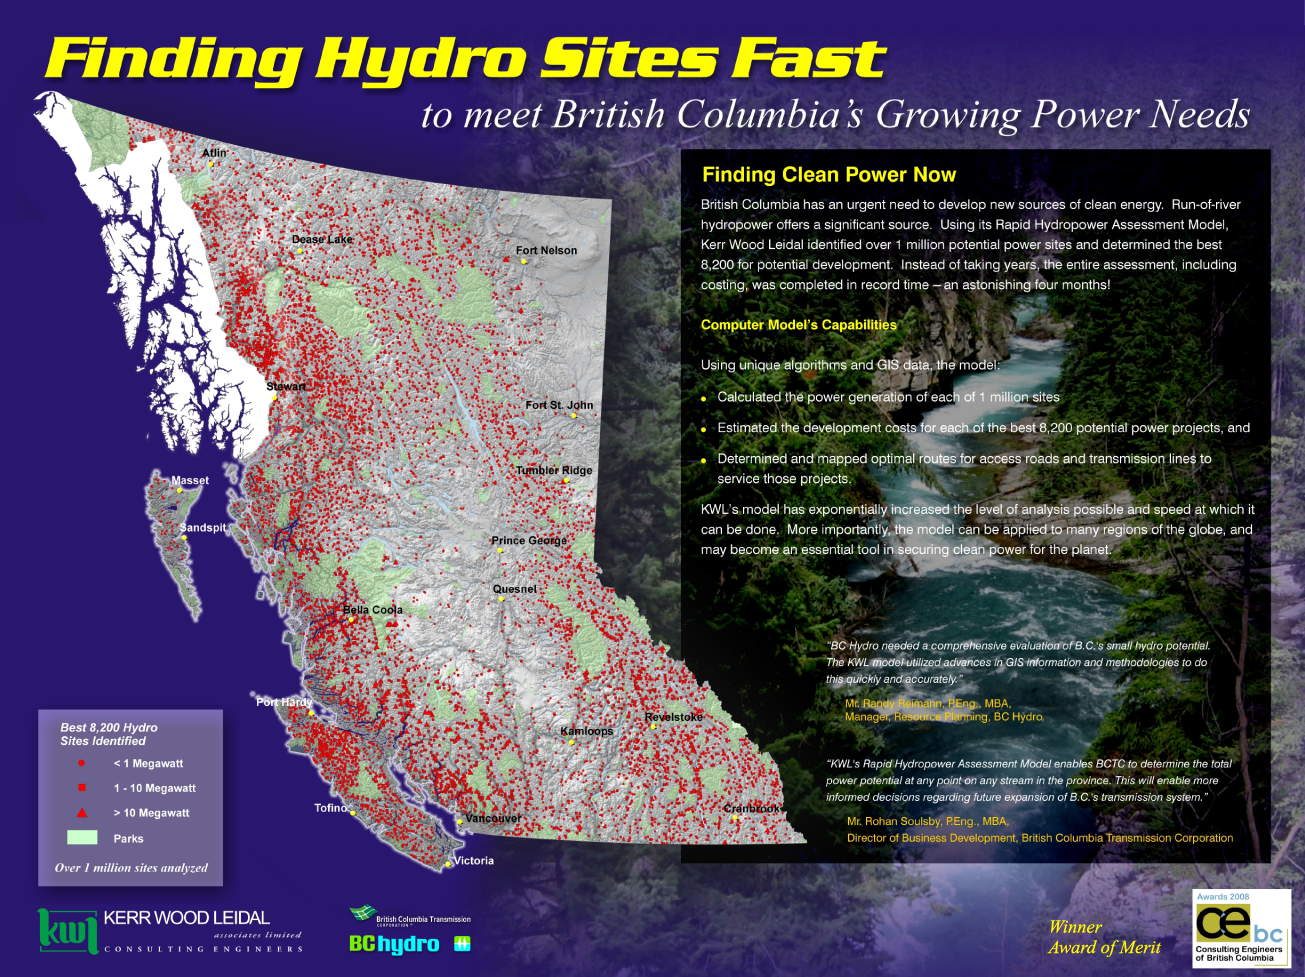 Finding Hydro Sites Fast
to meet British Columbia's Growing Power Needs
Finding Clean Power Now
British Columbia has an urgent need to develop new sources of clean energy. Run-of-river
hydropower offers a significant source. Using its Rapid Hydropower Assessment Model,
Kerr Wood Leidal identified over 1 million potential power sites and determined the best
8,200 for potential development. Instead of taking years, the entire assessment, including
costing, was completed in record time – an astonishing four months!
Computer Model's Capabilities
Using unique algorithms and GIS data, the model:
• Calculated the power generation of each of 1 million sites
• Estimated the development costs for each of the best 8,200 potential power projects, and
• Determined and mapped optimal routes for access roads and transmission lines to
service those projects.
KWL's model has exponentially increased the level of analysis possible and speed at which it
can be done. More importantly, the model can be applied to many regions of the globe, and
may become an essential tool in securing clean power for the planet.
"BC Hydro needed a comprehensive evaluation of B.C.'s small hydro potential.
The KWL model utilized advances in GIS information and methodologies to do
this quickly and accurately."
Mr. Randy Reimann, P.Eng., MBA,
Manager, Resource Planning, BC Hydro
"KWL's Rapid Hydropower Assessment Model enables BCTC to determine the total
power potential at any point on any stream in the province. This will enable more
informed decisions regarding future expansion of B.C.'s transmission system."
Mr. Rohan Soulsby, P.Eng., MBA,
Director of Business Development, British Columbia Transmission Corporation
Atlin
Dease Lake
Fort Nelson
Stewart
Fort St. John
Tumbler Ridge
Masset
Sandspit
Prince George
Quesnel
Bella Coola
Port Hardy
Revelstoke
Kamloops
Tofino
Vancouver
Cranbrook
Victoria
Best 8,200 Hydro
Sites Identified
< 1 Megawatt
1 - 10 Megawatt
> 10 Megawatt
Parks
Over 1 million sites analyzed
kwl
KERR WOOD LEIDAL
associates limited
CONSULTING ENGINEERS
British Columbia Transmission
CORPORATION
BC hydro
Winner
Award of Merit
Awards 2008
ce bc
Consulting Engineers
of British Columbia